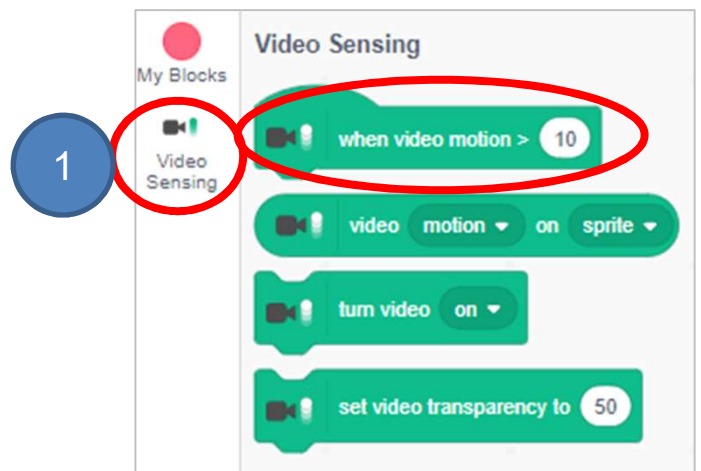 Video Sensing
My Blocks
1
Video
Sensing
when video motion > 10
video motion on sprite
turn video on
set video transparency to 50